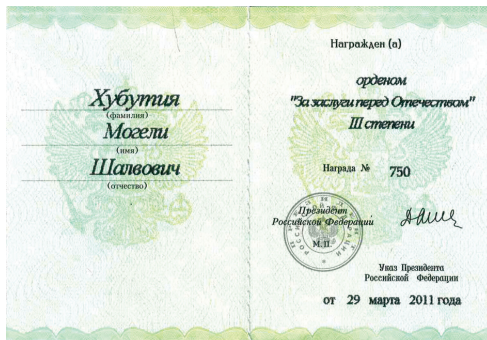 Хубутия
(фамилия)
Могели
(имя)
Шалвович
(отчество)
Награжден (а)
орденом
"За заслуги перед Отечеством"
III степени
Награда № 750
Президент
Российской Федерации
М.П.
Указ Президента
Российской Федерации
от 29 марта 2011 года